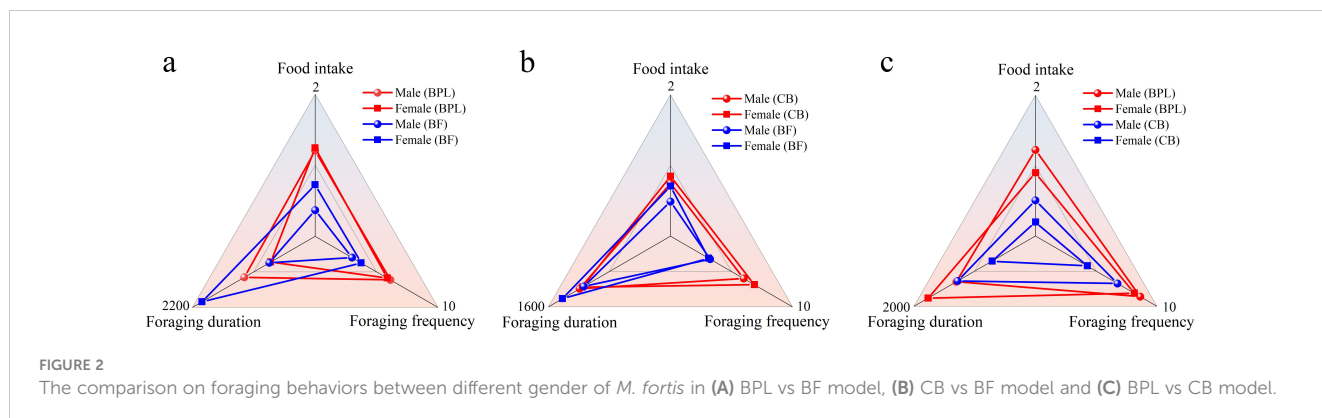 a
Food intake
2
Male (BPL)
Female (BPL)
Male (BF)
Female (BF)
2200
10
Foraging duration
Foraging frequency
b
Food intake
2
Male (CB)
Female (CB)
Male (BF)
Female (BF)
1600
10
Foraging duration
Foraging frequency
c
Food intake
2
Male (BPL)
Female (BPL)
Male (CB)
Female (CB)
2000
10
Foraging duration
Foraging frequency
FIGURE 2
The comparison on foraging behaviors between different gender of M. fortis in (A) BPL vs BF model, (B) CB vs BF model and (C) BPL vs CB model.